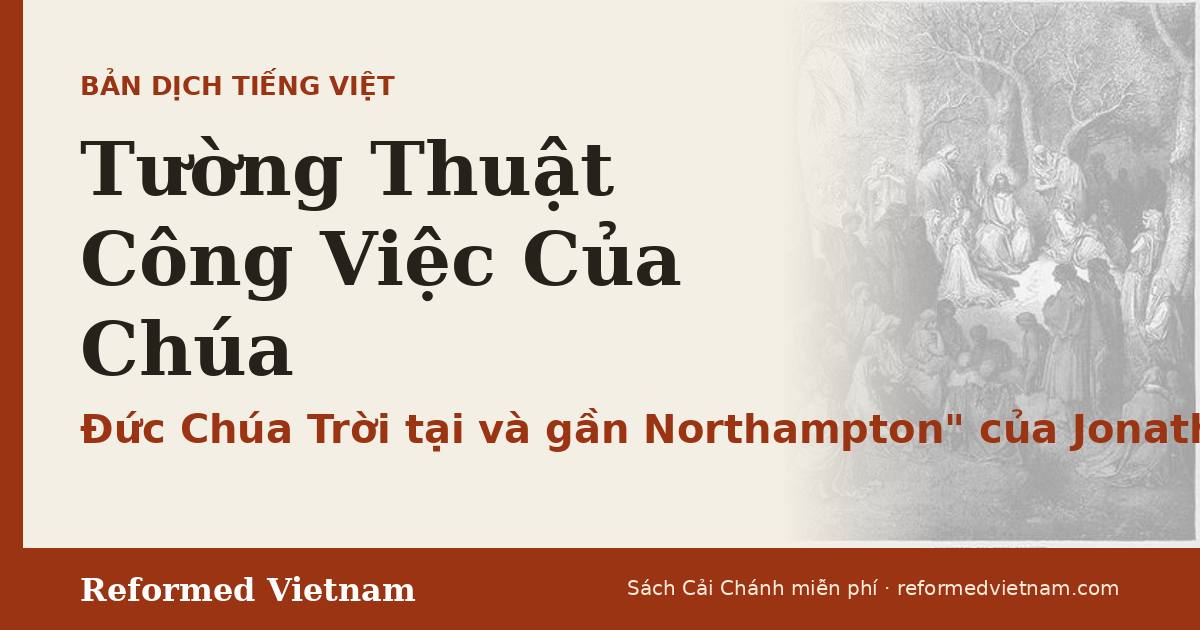 BẢN DỊCH TIẾNG VIỆT
Tường Thuật
Công Việc Của
Chúa
Đức Chúa Trời tại và gần Northampton" của
Reformed Vietnam
Sách Cải Chánh miễn phí · reformedvietnam.com